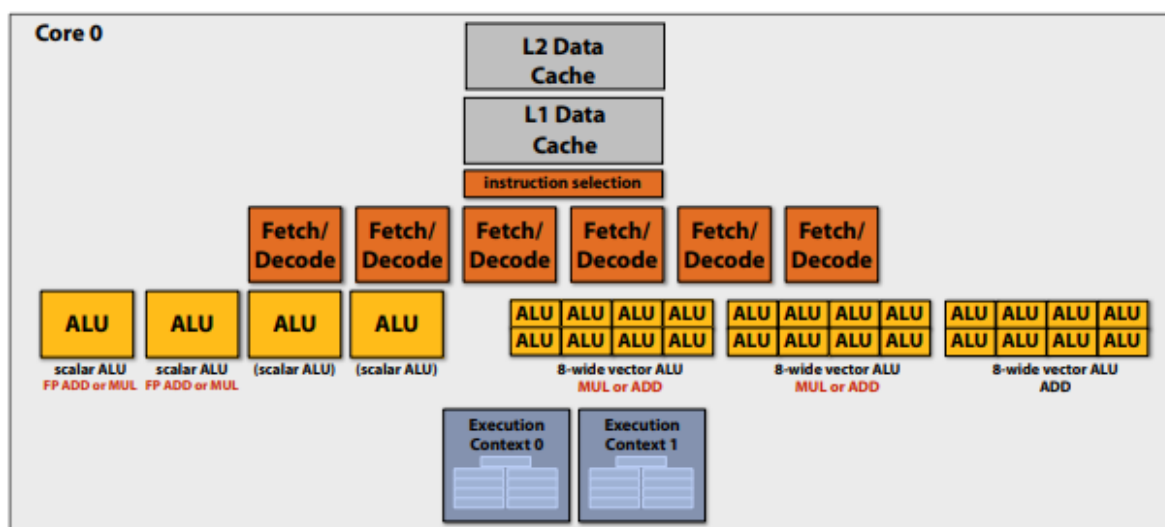 Core 0
L2 Data
Cache
L1 Data
Cache
instruction selection
Fetch/
Decode
Fetch/
Decode
Fetch/
Decode
Fetch/
Decode
Fetch/
Decode
Fetch/
Decode
ALU
scalar ALU
FP ADD or MUL
ALU
scalar ALU
FP ADD or MUL
ALU
(scalar ALU)
ALU
(scalar ALU)
ALU ALU ALU ALU
ALU ALU ALU ALU
8-wide vector ALU
MUL or ADD
ALU ALU ALU ALU
ALU ALU ALU ALU
8-wide vector ALU
MUL or ADD
ALU ALU ALU ALU
ALU ALU ALU ALU
8-wide vector ALU
ADD
Execution
Context 0
Execution
Context 1